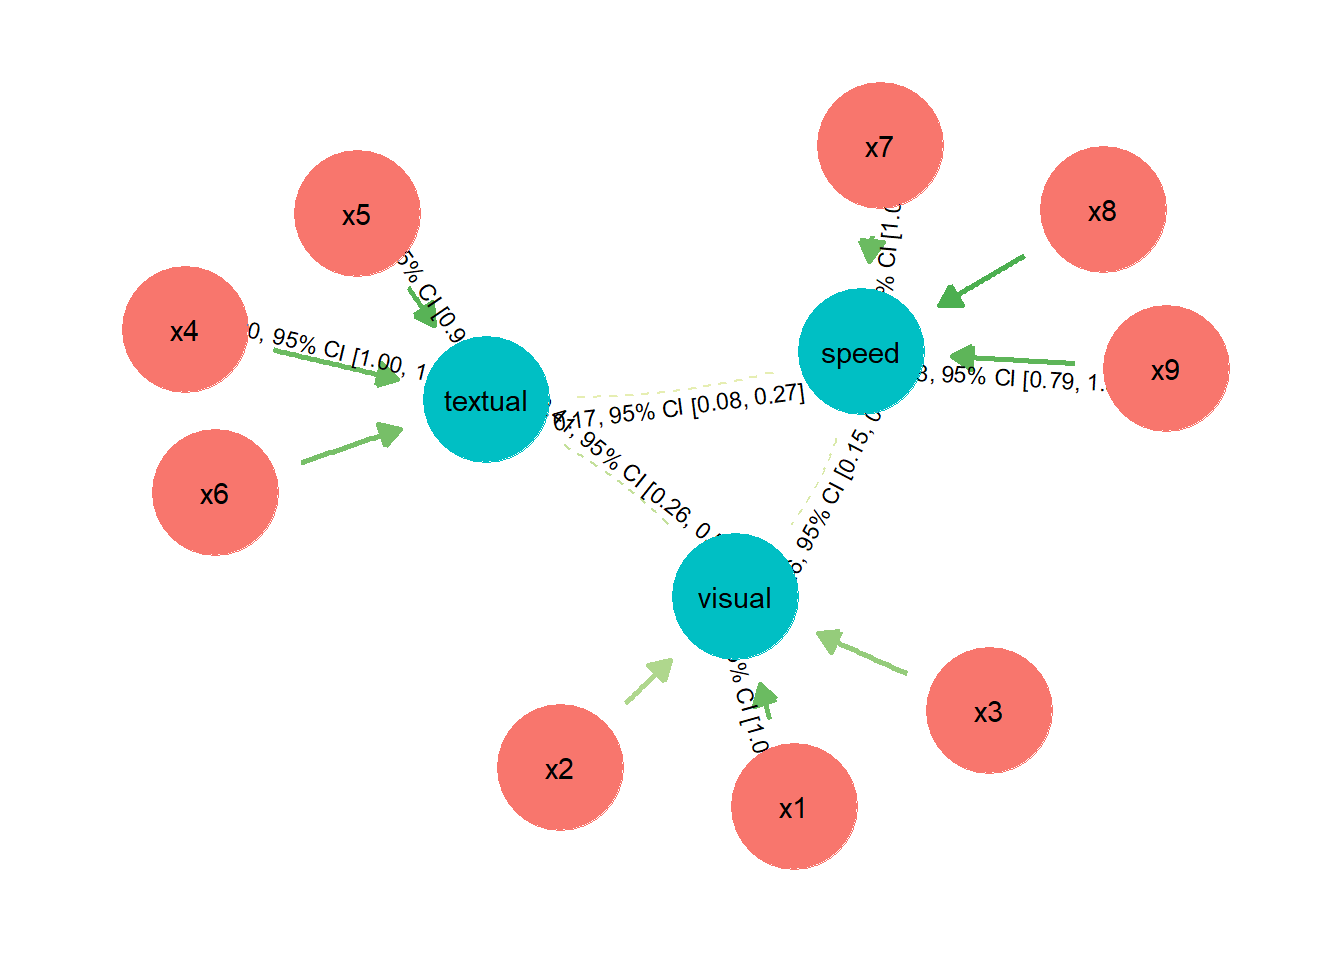 x7
x5
x8
5% CI [0.9
% CI [1.0
x4
0, 95% CI [1.00, 1.
speed
x9
3, 95% CI [0.79, 1.
textual
0.17, 95% CI [0.08, 0.27]
, 95% CI [0.26, 0.
, 95% CI [0.15, 0.
x6
visual
% CI [1.0
x3
x2
x1